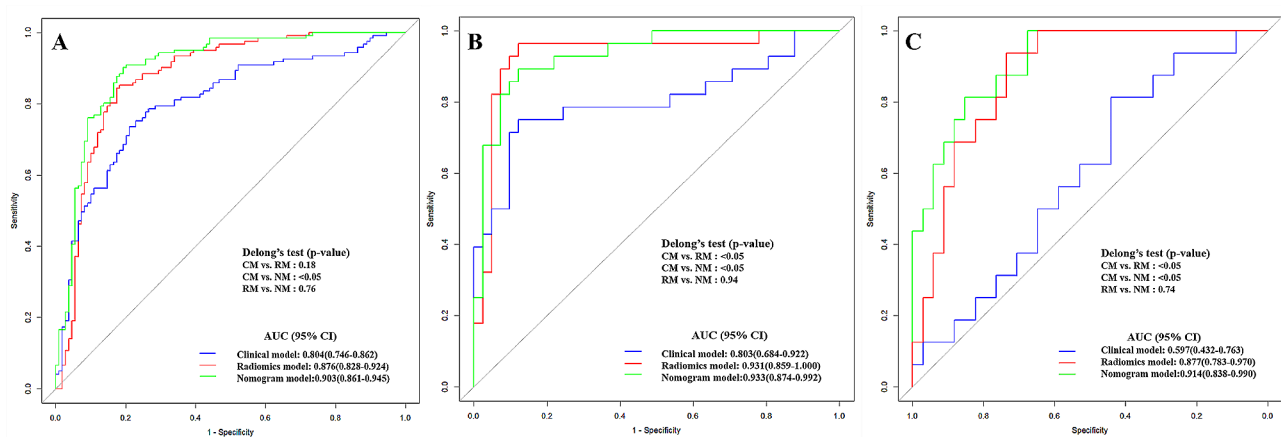 A
Sensitivity
1.0
0.8
0.6
0.4
0.2
0.0
Delong's test (p-value)
CM vs. RM : 0.18
CM vs. NM : <0.05
RM vs. NM : 0.76
AUC (95% CI)
Clinical model: 0.804(0.746-0.862)
Radiomics model: 0.876(0.828-0.924)
Nomogram model:0.903(0.861-0.945)
0.0 0.2 0.4 0.6 0.8 1.0
1 - Specificity
B
Sensitivity
1.0
0.8
0.6
0.4
0.2
0.0
Delong's test (p-value)
CM vs. RM : <0.05
CM vs. NM : <0.05
RM vs. NM : 0.94
AUC (95% CI)
Clinical model: 0.803(0.684-0.922)
Radiomics model: 0.931(0.859-1.000)
Nomogram model:0.933(0.874-0.992)
0.0 0.2 0.4 0.6 0.8 1.0
1 - Specificity
C
Sensitivity
1.0
0.8
0.6
0.4
0.2
0.0
Delong's test (p-value)
CM vs. RM : <0.05
CM vs. NM : <0.05
RM vs. NM : 0.74
AUC (95% CI)
Clinical model: 0.597(0.432-0.763)
Radiomics model: 0.877(0.783-0.970)
Nomogram model:0.914(0.838-0.990)
1.0 0.8 0.6 0.4 0.2 0.0
Specificity